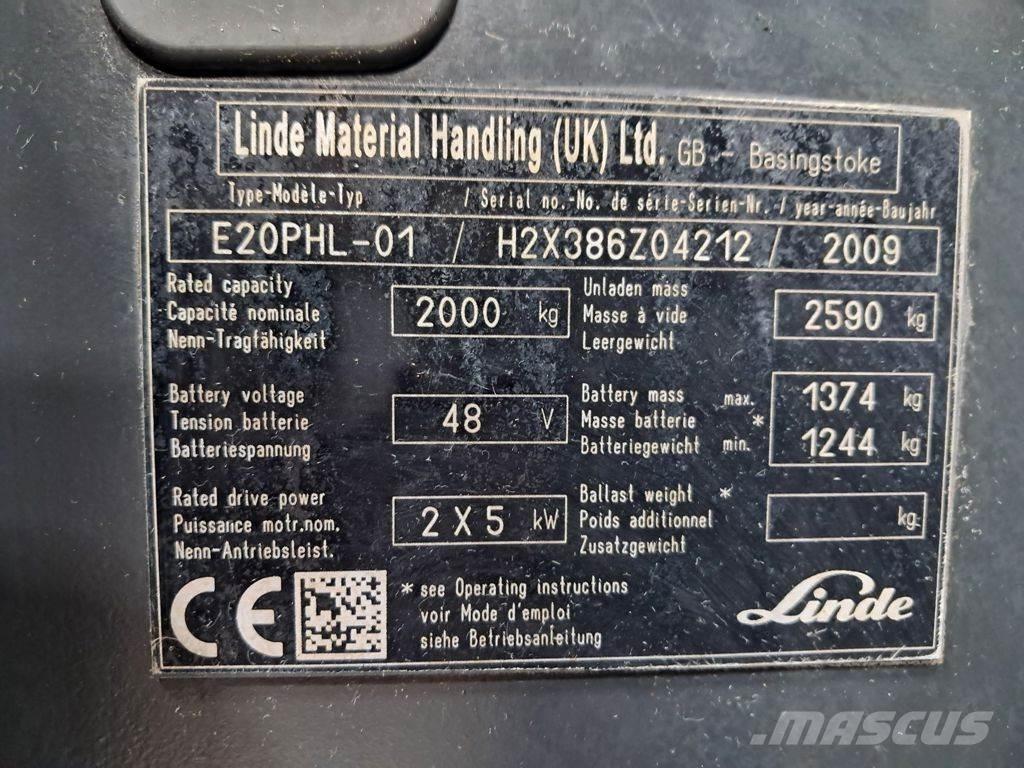 Linde Material Handling (UK) Ltd. GB - Basingstoke
Type-Modèle-Typ / Serial no.-No. de série-Serien-Nr. / year-année-Baujahr
E20PHL-01 / H2X386Z04212 / 2009
Rated capacity
Capacité nominale
Nenn-Tragfähigkeit
2000 kg
Unladen mass
Masse à vide
Leergewicht
2590 kg
Battery voltage
Tension batterie
Batteriespannung
48 V
Battery mass max. 1374 kg
Masse batterie *
Batteriegewicht min. 1244 kg
Rated drive power
Puissance motr.nom.
Nenn-Antriebsleist.
2 X 5 kW
Ballast weight *
Poids additionnel
Zusatzgewicht
kg
CE
* see Operating instructions
voir Mode d'emploi
siehe Betriebsanleitung
Linde
MASCUS